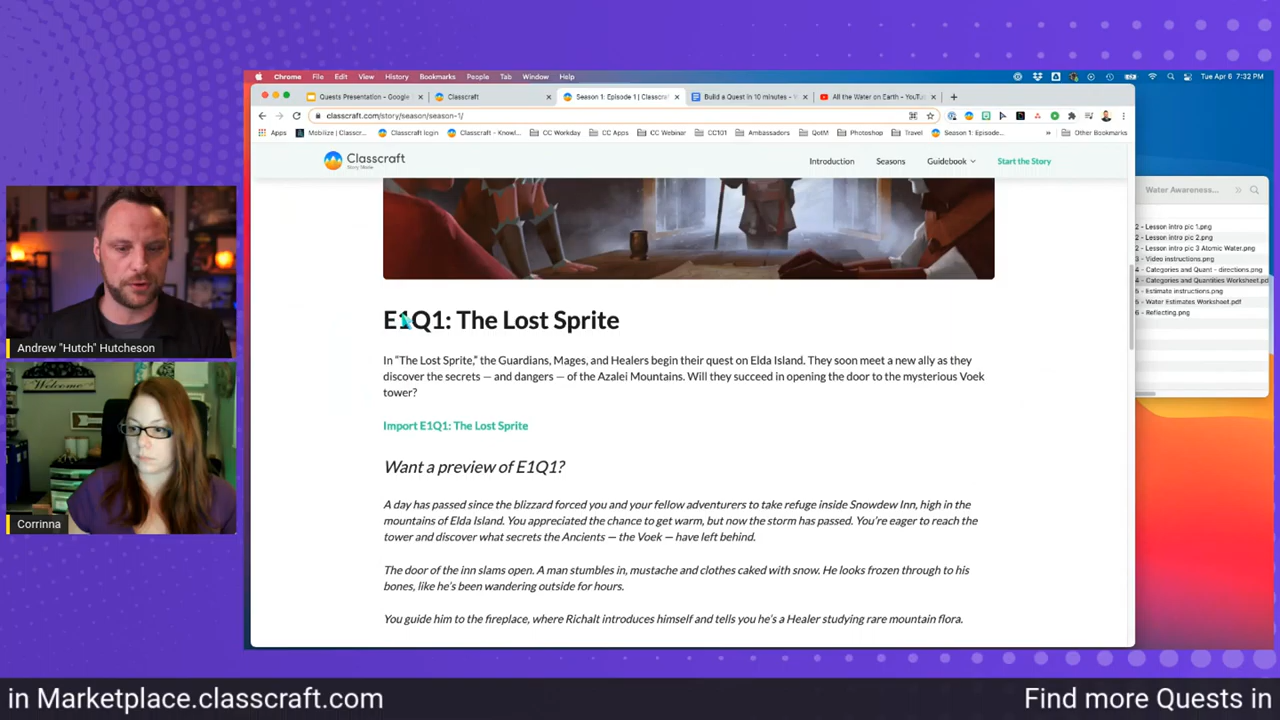 Chrome File Edit View History Bookmarks People Tab Window Help
Tue Apr 6 7:32 PM
Quests Presentation - Google
Classcraft
Season 1: Episode 1 | Classcra
Build a Quest in 10 minutes -
All the Water on Earth - YouTu
classcraft.com/story/season/season-1/
Apps
Mobilize | Classcr...
Classcraft login
Classcraft - Knowl...
CC Workday
CC Apps
CC Webinar
CC101
Ambassadors
QotM
Photoshop
Travel
Season 1: Episode...
Other Bookmarks
Classcraft
Story Mode
Introduction
Seasons
Guidebook
Start the Story
E1Q1: The Lost Sprite
In "The Lost Sprite," the Guardians, Mages, and Healers begin their quest on Elda Island. They soon meet a new ally as they
discover the secrets — and dangers — of the Azalei Mountains. Will they succeed in opening the door to the mysterious Voek
tower?
Import E1Q1: The Lost Sprite
Want a preview of E1Q1?
A day has passed since the blizzard forced you and your fellow adventurers to take refuge inside Snowdew Inn, high in the
mountains of Elda Island. You appreciated the chance to get warm, but now the storm has passed. You're eager to reach the
tower and discover what secrets the Ancients — the Voek — have left behind.
The door of the inn slams open. A man stumbles in, mustache and clothes caked with snow. He looks frozen through to his
bones, like he's been wandering outside for hours.
You guide him to the fireplace, where Richalt introduces himself and tells you he's a Healer studying rare mountain flora.
Water Awareness...
2 - Lesson intro pic 1.png
2 - Lesson intro pic 2.png
2 - Lesson intro pic 3 Atomic Water.png
3 - Video instructions.png
4 - Categories and Quant - directions.png
4 - Categories and Quantities Worksheet.pd
5 - Estimate instructions.png
5 - Water Estimates Worksheet.pdf
6 - Reflecting.png
Andrew "Hutch" Hutcheson
Welcome
Corrinna
in Marketplace.classcraft.com
Find more Quests in